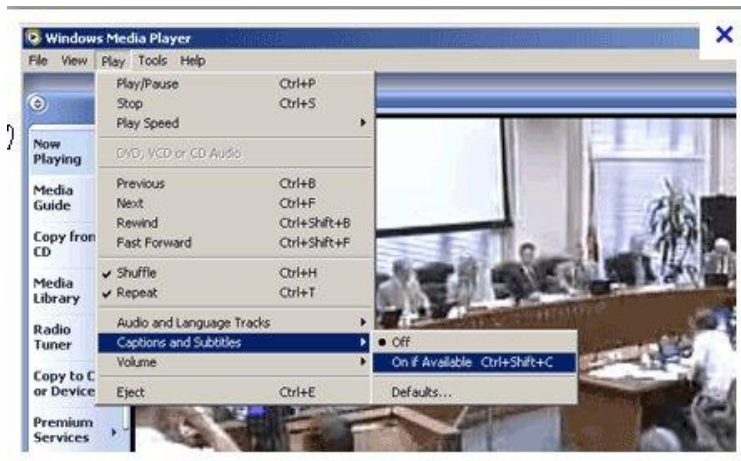 Windows Media Player
File View Play Tools Help
Play/Pause Ctrl+P
Stop Ctrl+S
Play Speed
DVD, VCD or CD Audio
Previous Ctrl+B
Next Ctrl+F
Rewind Ctrl+Shift+B
Fast Forward Ctrl+Shift+F
Shuffle Ctrl+H
Repeat Ctrl+T
Audio and Language Tracks
Captions and Subtitles
Volume
Eject Ctrl+E
Off
On if Available Ctrl+Shift+C
Defaults...
Now
Playing
Media
Guide
Copy from
CD
Media
Library
Radio
Tuner
Copy to C
or Device
Premium
Services